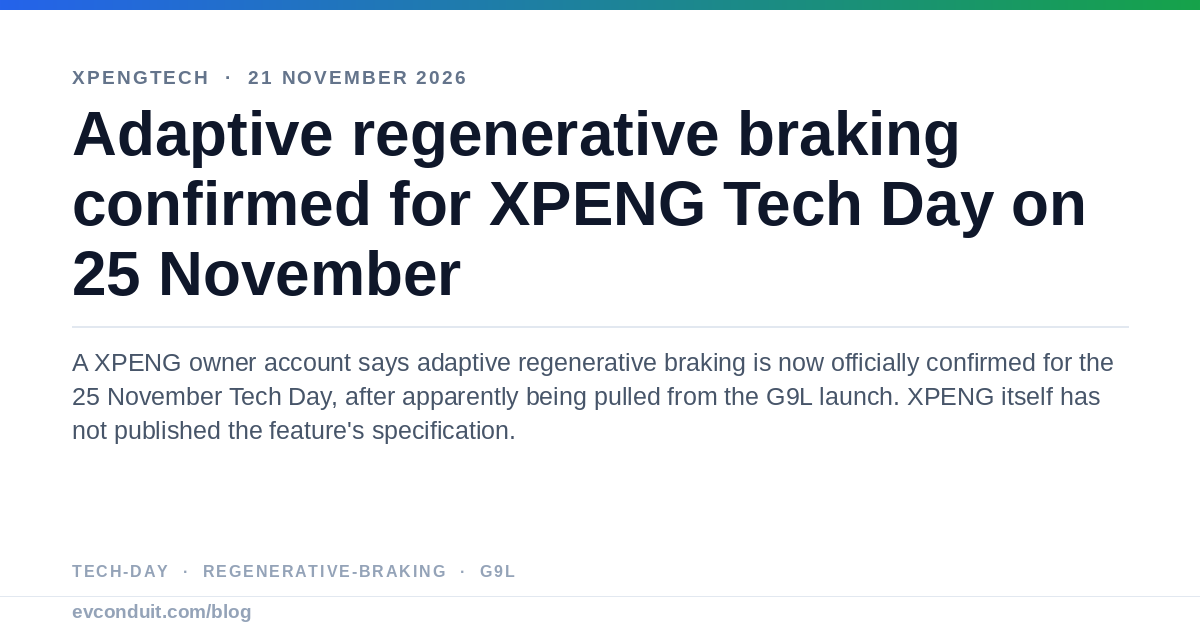 XPENGTECH · 21 NOVEMBER 2026
Adaptive regenerative braking
confirmed for XPENG Tech Day on
25 November
A XPENG owner account says adaptive regenerative braking is now officially confirmed for the
25 November Tech Day, after apparently being pulled from the G9L launch. XPENG itself has
not published the feature's specification.
TECH-DAY · REGENERATIVE-BRAKING · G9L
evconduit.com/blog